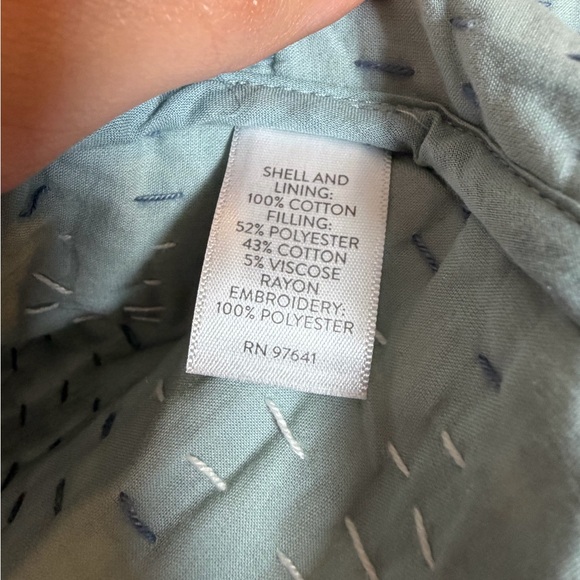 SHELL AND
LINING:
100% COTTON
FILLING:
52% POLYESTER
43% COTTON
5% VISCOSE
RAYON
EMBROIDERY:
100% POLYESTER
RN 97641